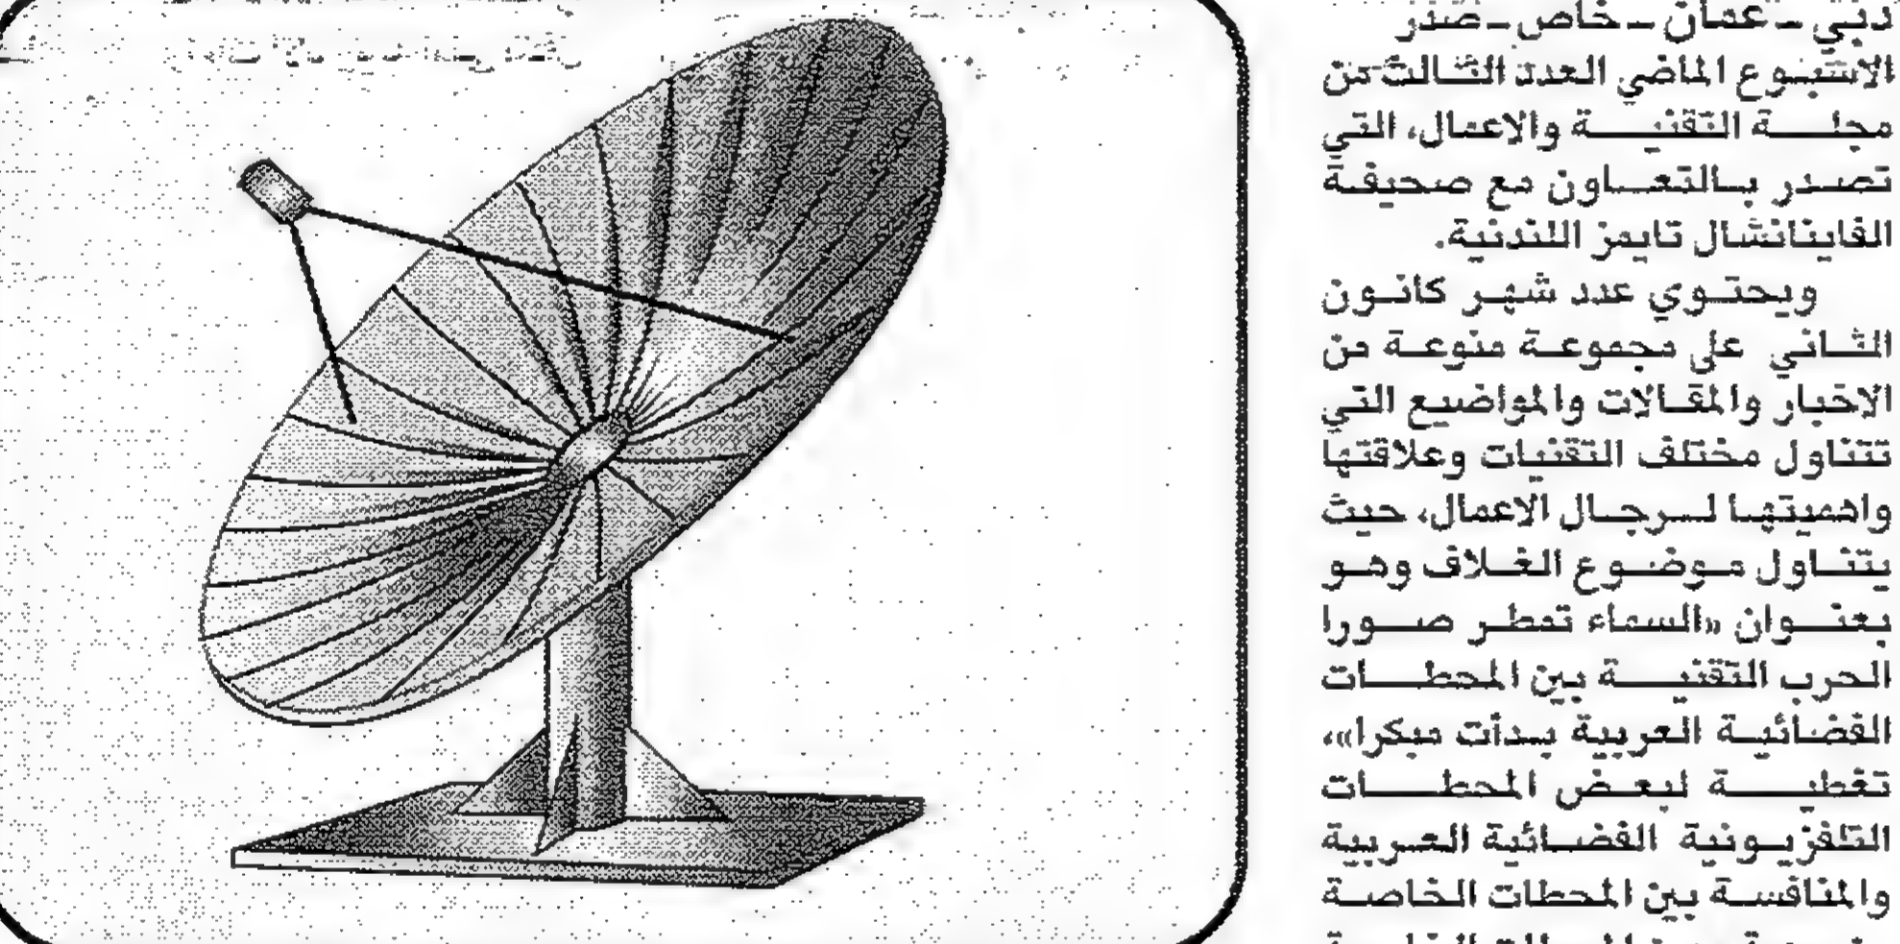 دبي - عمان - خاص - صدر
الاسبوع الماضي العدد الثالث من
مجلة التقنية والاعمال، التي
تصدر بالتعاون مع صحيفة
الفاينانشال تايمز اللندنية.
ويحتوي عدد شهر كانون
الثاني على مجموعة منوعة من
الاخبار والمقالات والمواضيع التي
تتناول مختلف التقنيات وعلاقتها
واهميتها لرجال الاعمال، حيث
يتناول موضوع الغلاف وهو
بعنوان «السماء تمطر صورا
الحرب التقنية بين المحطات
الفضائية العربية بدأت مبكرا»،
تغطية لبعض المحطات
التلفزيونية الفضائية العربية
والمنافسة بين المحطات الخاصة